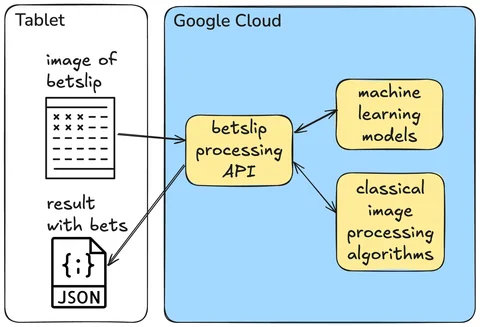 Tablet
image of
betslip
result
with bets
{;}
JSON
Google Cloud
betslip
processing
API
machine
learning
models
classical
image
processing
algorithms